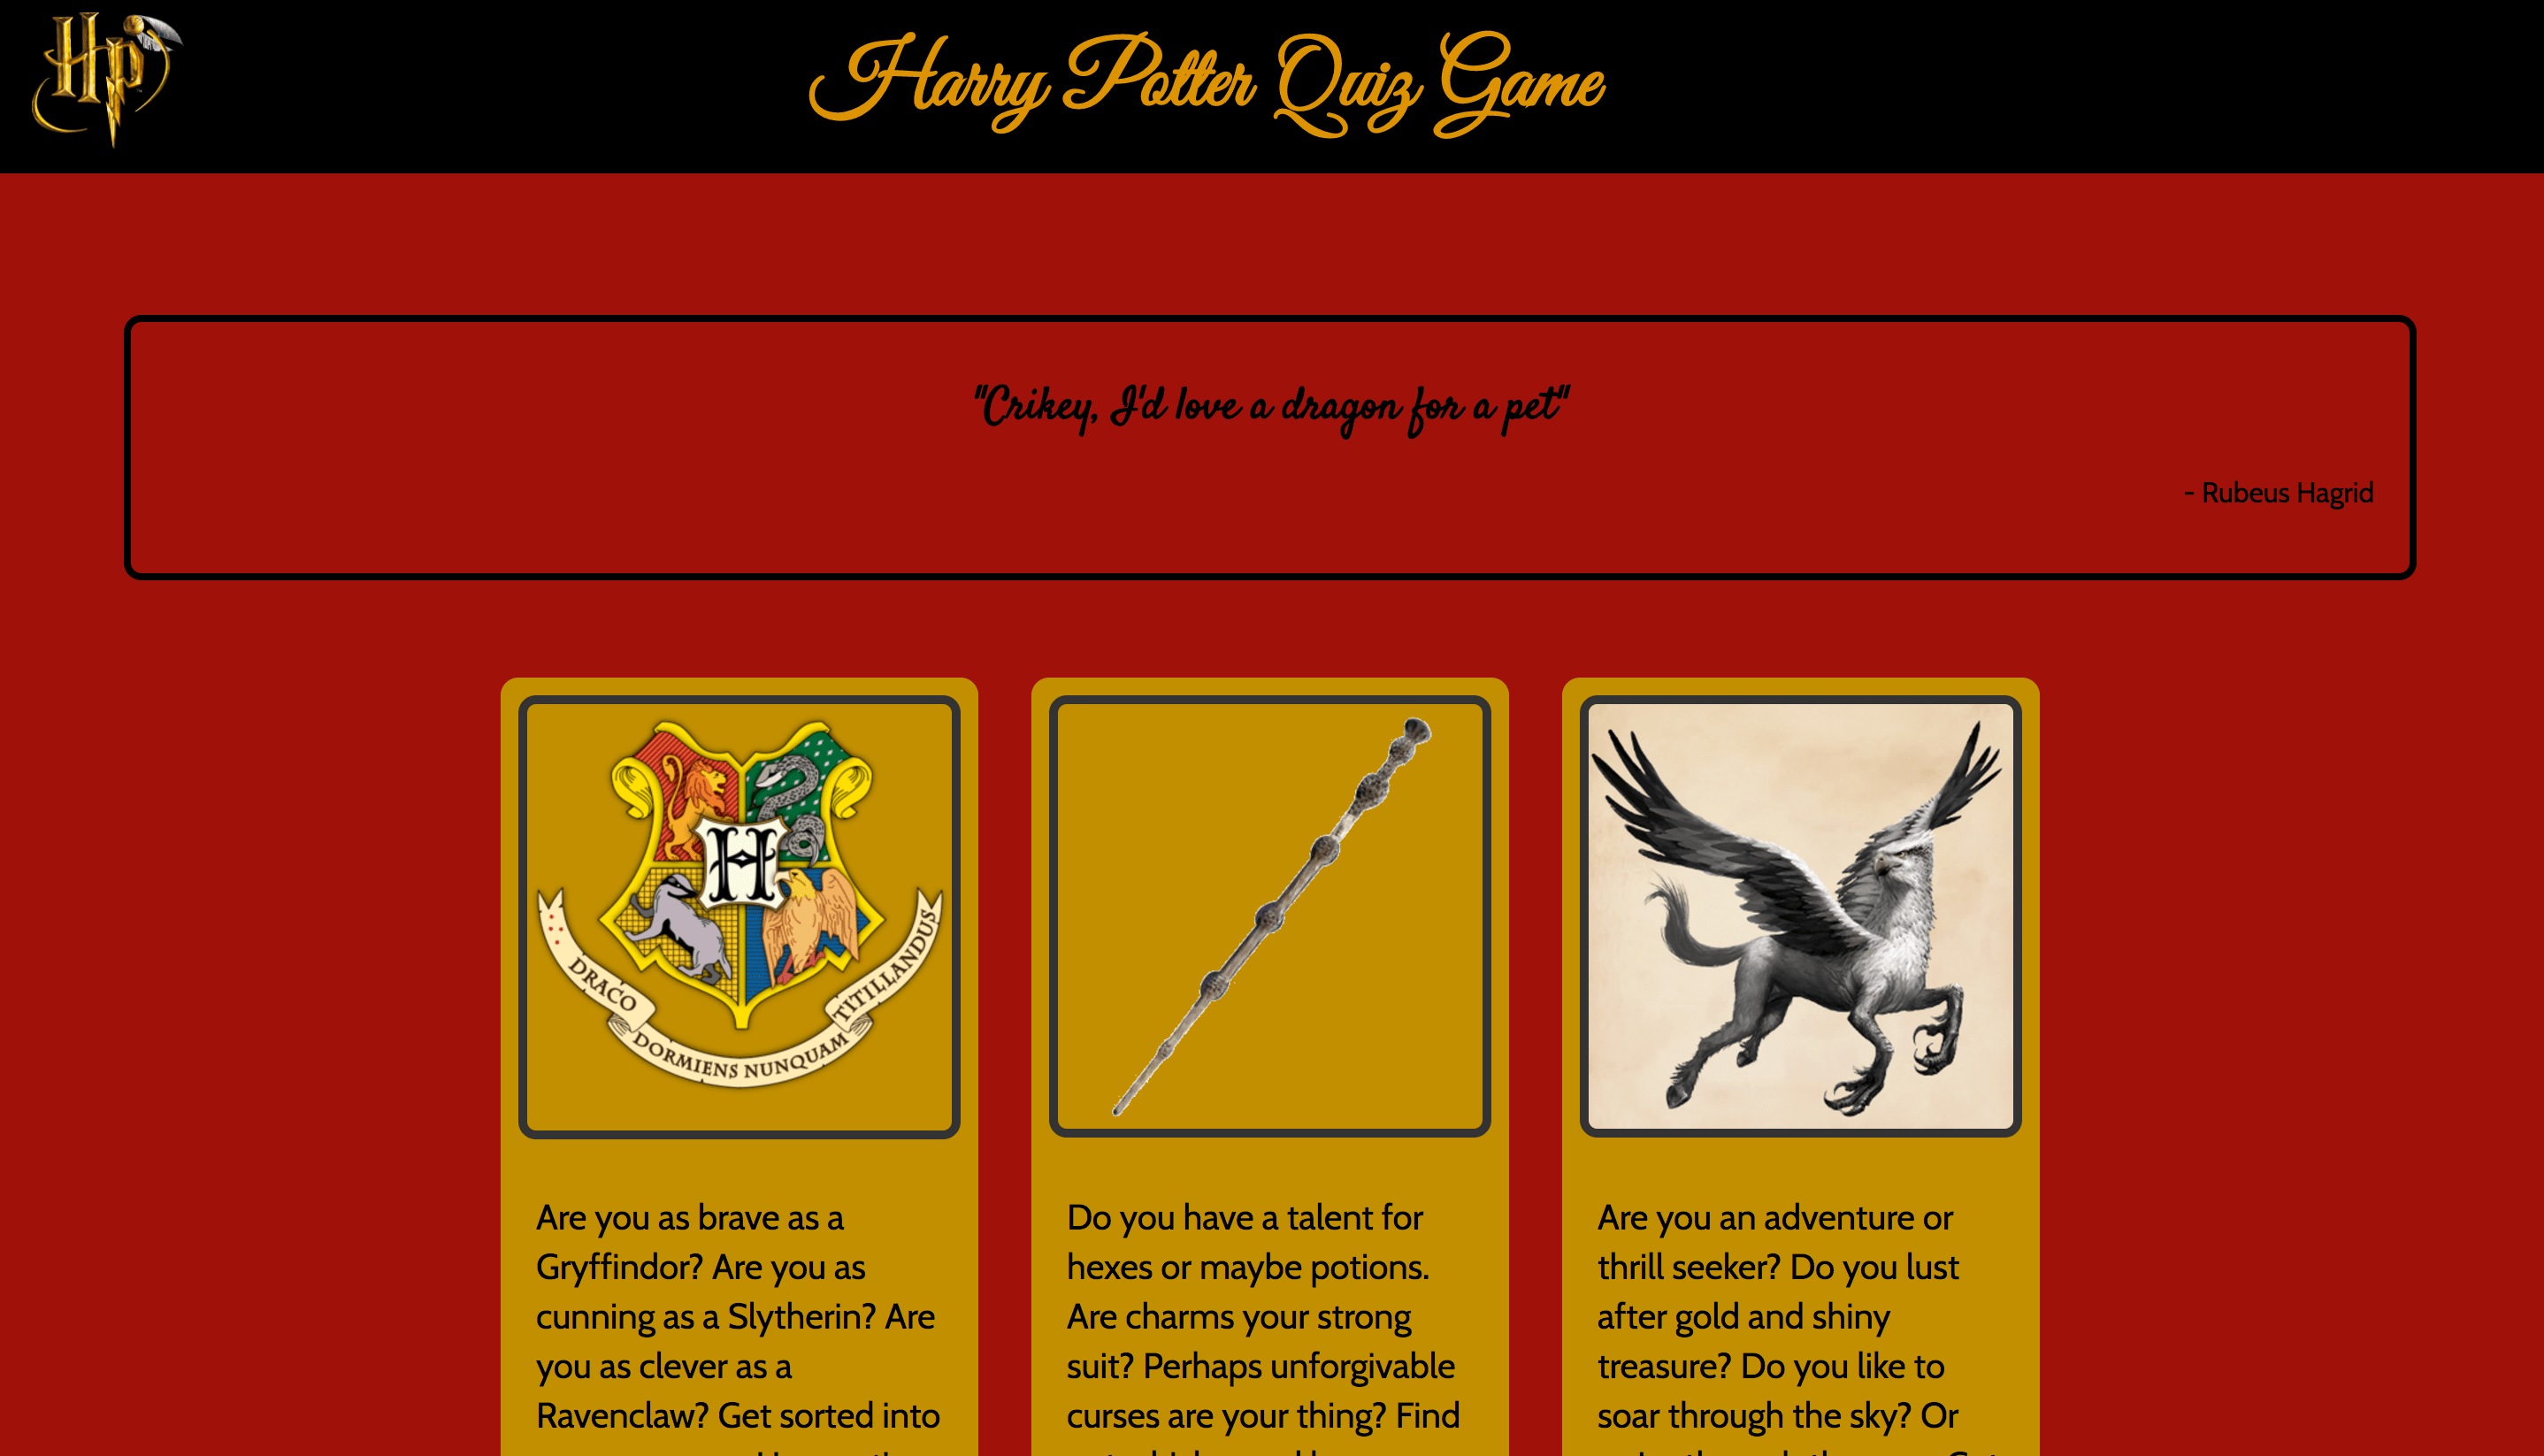 Hp
Harry Potter Quiz Game
"Crikey, I'd love a dragon for a pet"
- Rubeus Hagrid
H
DRACO
DORMIENS NUNQUAM
TITILLANDUS
Are you as brave as a
Gryffindor? Are you as
cunning as a Slytherin? Are
you as clever as a
Ravenclaw? Get sorted into
Do you have a talent for
hexes or maybe potions.
Are charms your strong
suit? Perhaps unforgivable
curses are your thing? Find
Are you an adventure or
thrill seeker? Do you lust
after gold and shiny
treasure? Do you like to
soar through the sky? Or